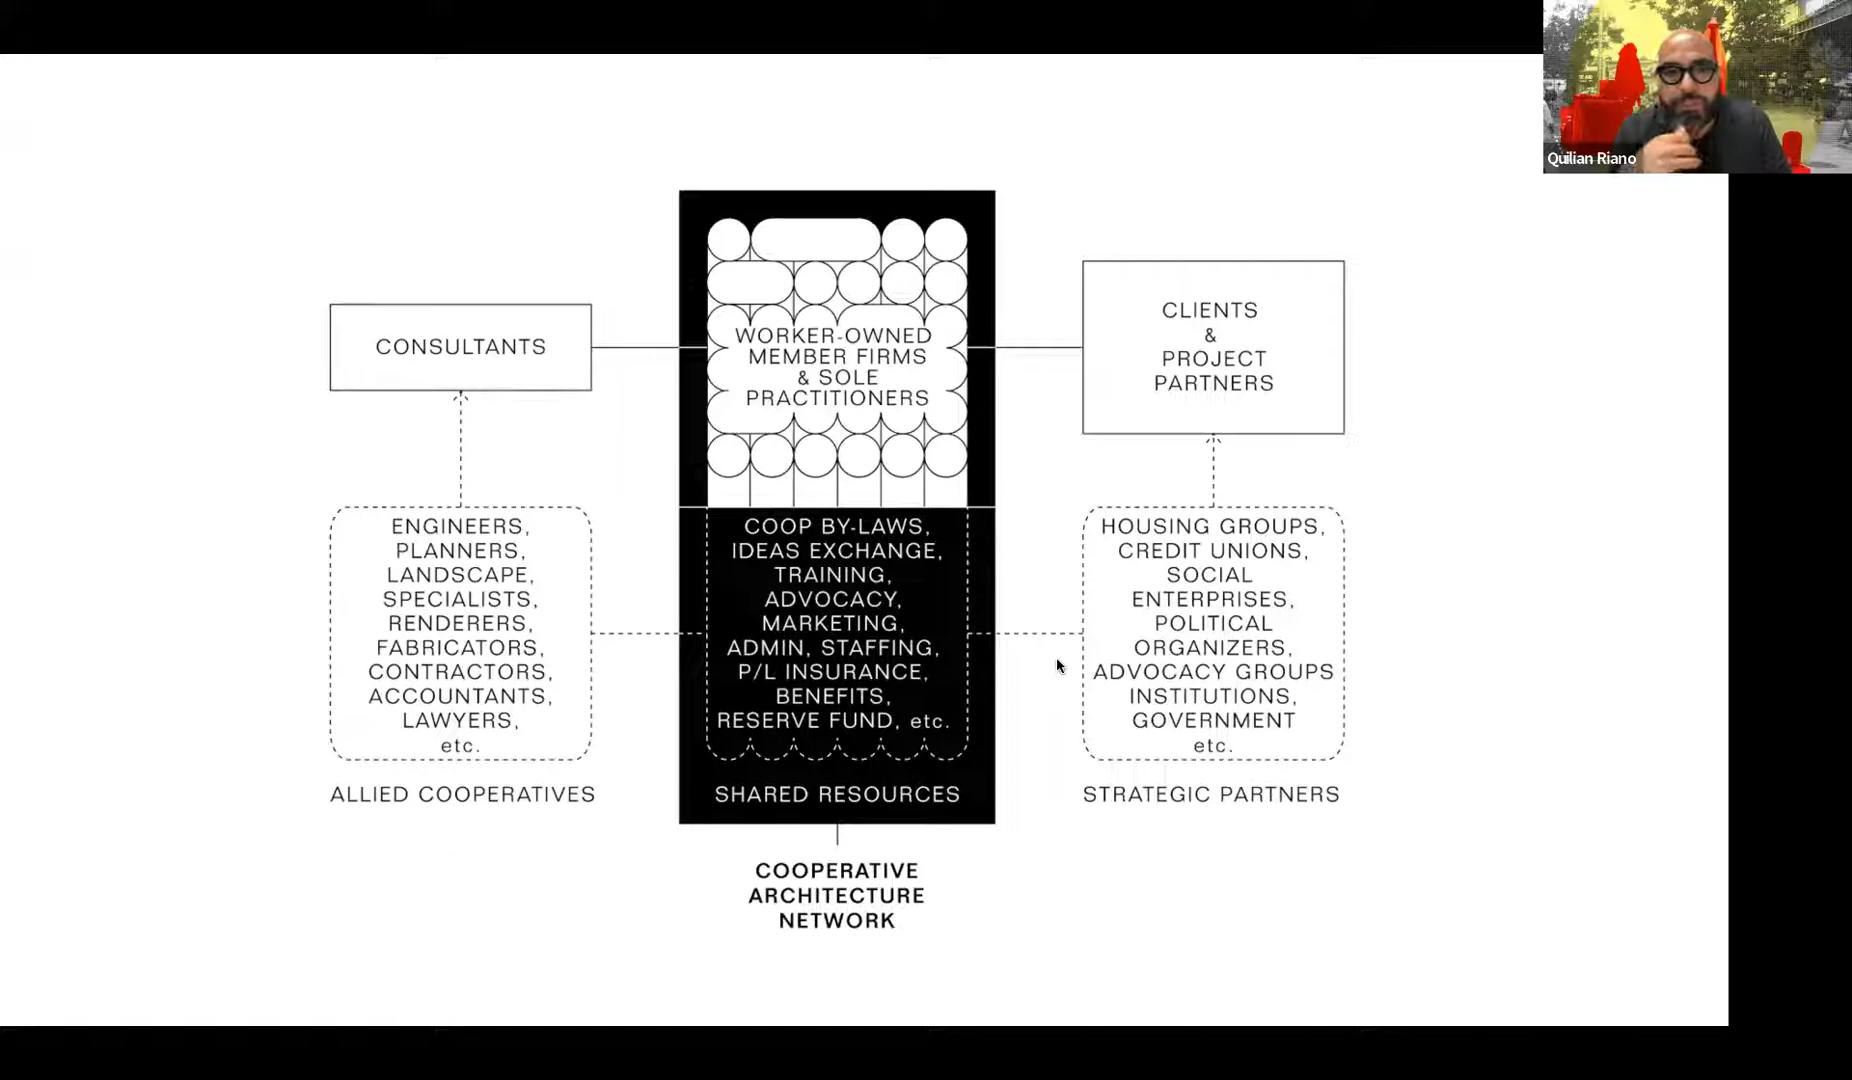 Quilian Riano
CONSULTANTS
WORKER-OWNED
MEMBER FIRMS
& SOLE
PRACTITIONERS
CLIENTS
&
PROJECT
PARTNERS
ENGINEERS,
PLANNERS,
LANDSCAPE,
SPECIALISTS,
RENDERERS,
FABRICATORS,
CONTRACTORS,
ACCOUNTANTS,
LAWYERS,
etc.
ALLIED COOPERATIVES
COOP BY-LAWS,
IDEAS EXCHANGE,
TRAINING,
ADVOCACY,
MARKETING,
ADMIN, STAFFING,
P/L INSURANCE,
BENEFITS,
RESERVE FUND, etc.
SHARED RESOURCES
HOUSING GROUPS,
CREDIT UNIONS,
SOCIAL
ENTERPRISES,
POLITICAL
ORGANIZERS,
ADVOCACY GROUPS
INSTITUTIONS,
GOVERNMENT
etc.
STRATEGIC PARTNERS
COOPERATIVE
ARCHITECTURE
NETWORK